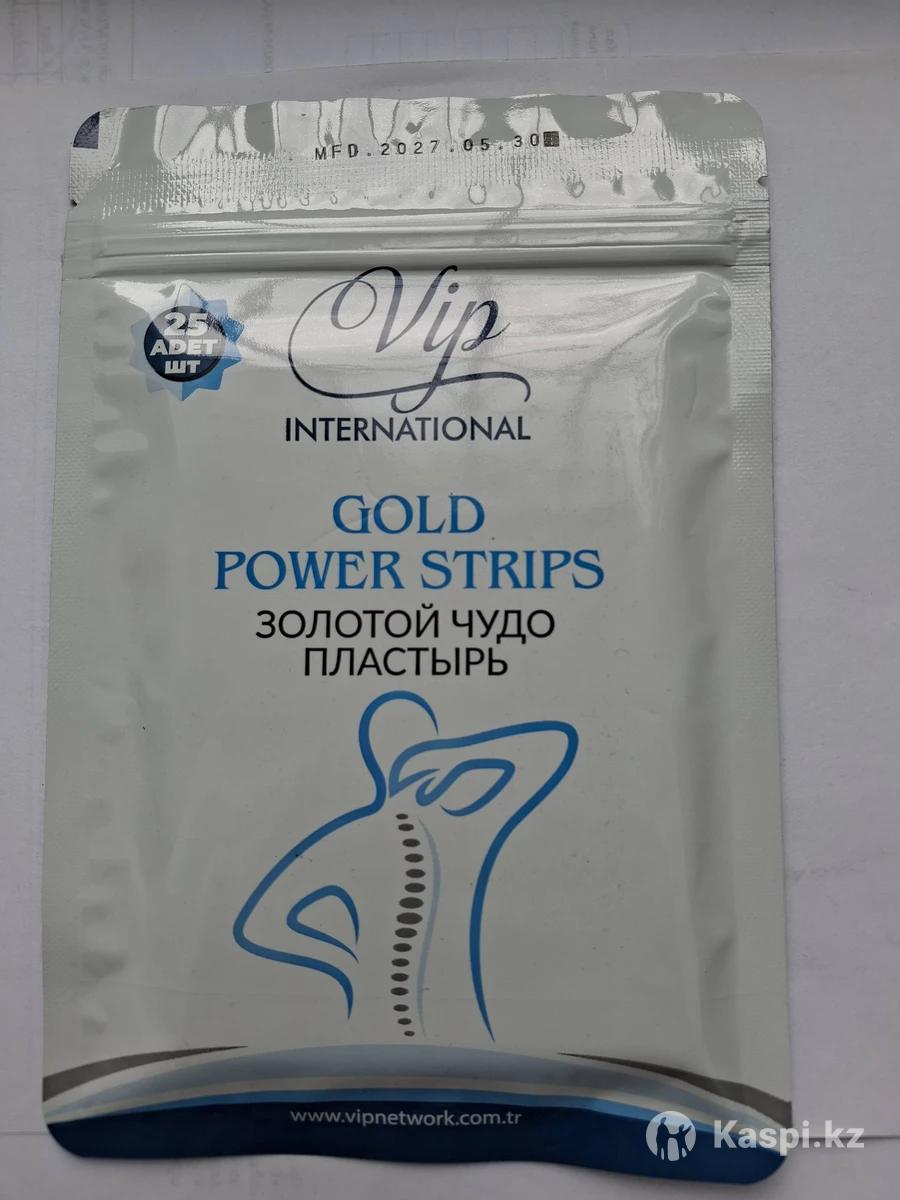 MFD.2027.05.30
25
ADET
ШТ
Vip
INTERNATIONAL
GOLD
POWER STRIPS
ЗОЛОТОЙ ЧУДО
ПЛАСТЫРЬ
www.vipnetwork.com.tr
Kaspi.kz